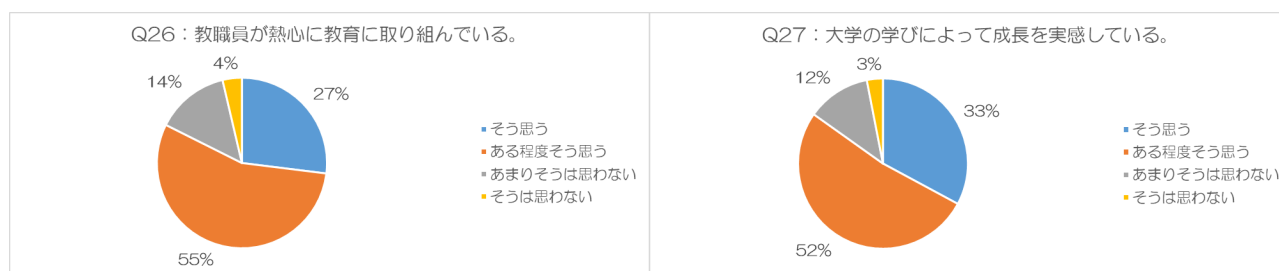 Q26：教職員が熱心に教育に取り組んでいる。
4%
14%
27%
55%
そう思う
ある程度そう思う
あまりそうは思わない
そうは思わない
Q27：大学の学びによって成長を実感している。
3%
12%
33%
52%
そう思う
ある程度そう思う
あまりそうは思わない
そうは思わない